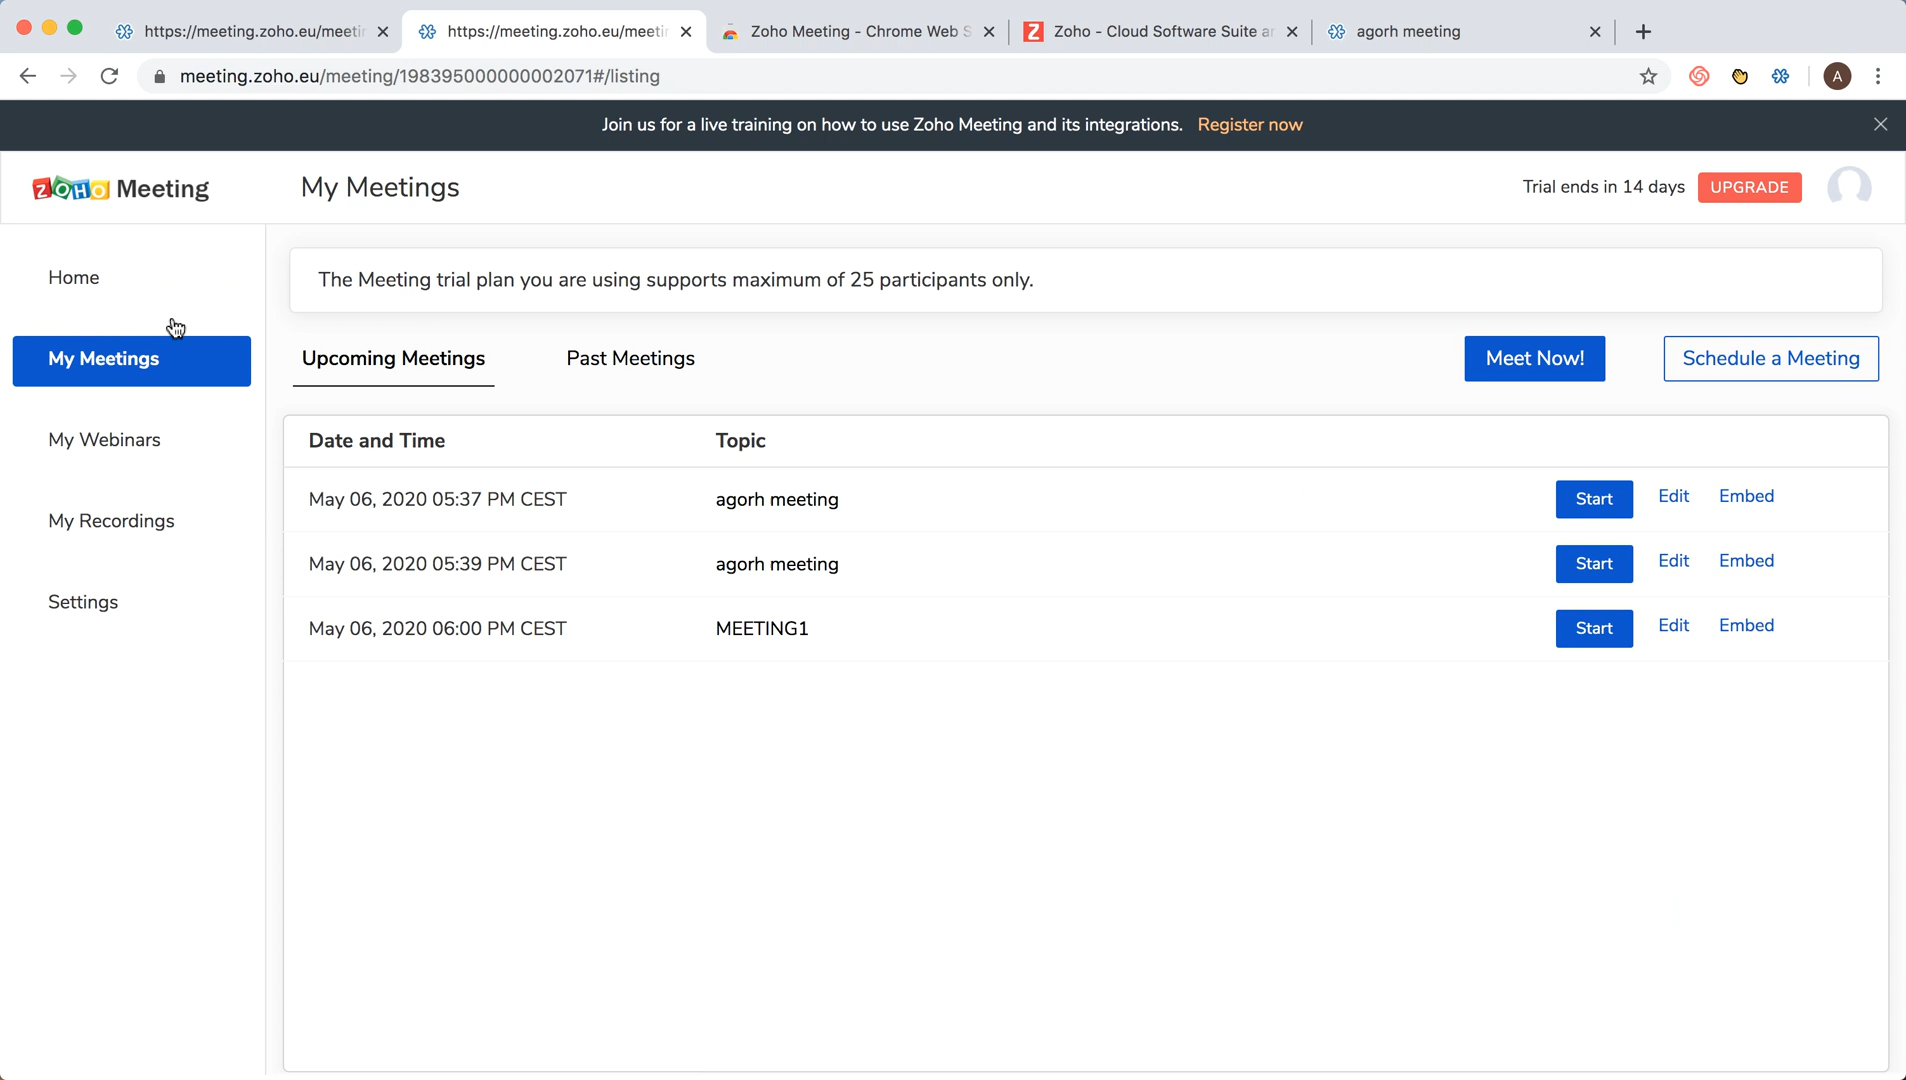 https://meeting.zoho.eu/meeti
https://meeting.zoho.eu/meeti
Zoho Meeting - Chrome Web S
Zoho - Cloud Software Suite a
agorh meeting
meeting.zoho.eu/meeting/198395000000002071#/listing
A
Join us for a live training on how to use Zoho Meeting and its integrations. Register now
ZOHO Meeting
My Meetings
Trial ends in 14 days
UPGRADE
Home
My Meetings
My Webinars
My Recordings
Settings
The Meeting trial plan you are using supports maximum of 25 participants only.
Upcoming Meetings
Past Meetings
Meet Now!
Schedule a Meeting
Date and Time Topic
May 06, 2020 05:37 PM CEST agorh meeting Start Edit Embed
May 06, 2020 05:39 PM CEST agorh meeting Start Edit Embed
May 06, 2020 06:00 PM CEST MEETING1 Start Edit Embed